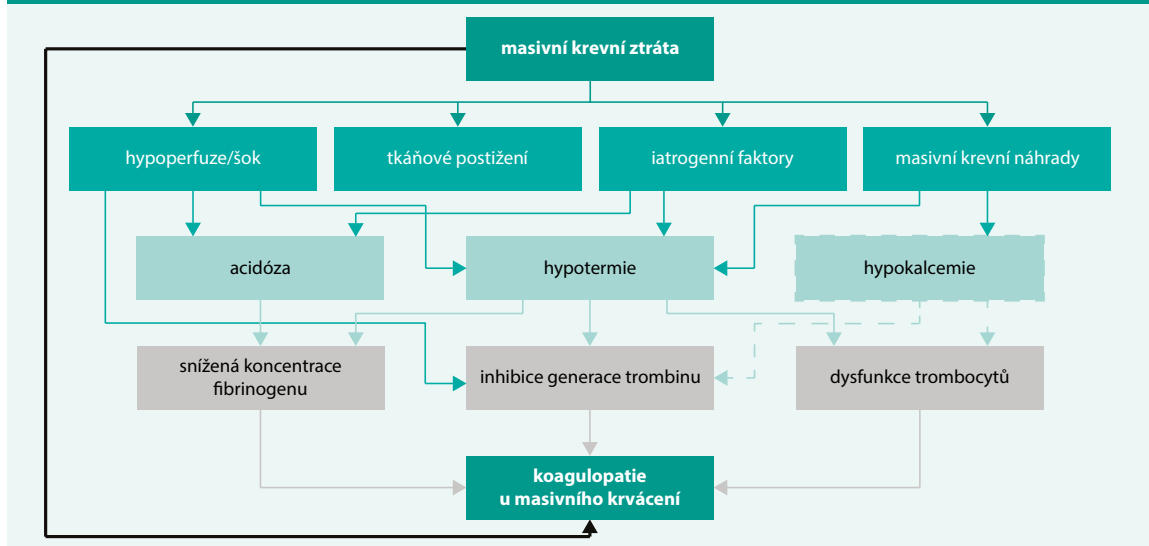 masivní krevní ztráta
hypoperfuze/šok
tkáňové postižení
iatrogenní faktory
masivní krevní náhrady
acidóza
hypotermie
hypokalcemie
snížená koncentrace
fibrinogenu
inhibice generace trombinu
dysfunkce trombocytů
koagulopatie
u masivního krvácení